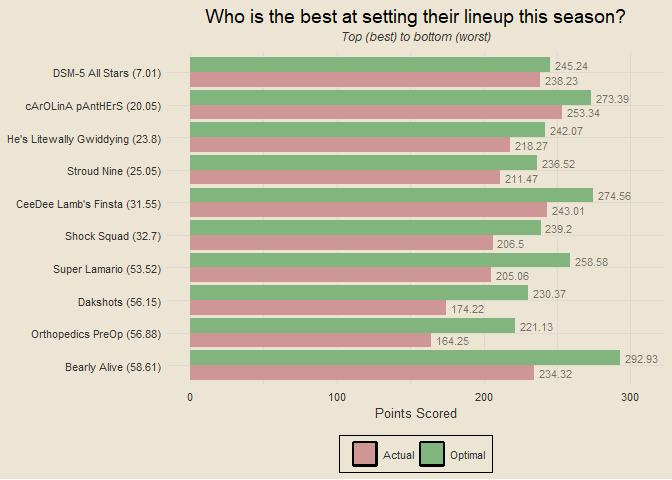 Who is the best at setting their lineup this season?
Top (best) to bottom (worst)
DSM-5 All Stars (7.01)
245.24
238.23
cArOLinA pAntHErS (20.05)
273.39
253.34
He's Litewally Gwiddying (23.8)
242.07
218.27
Stroud Nine (25.05)
236.52
211.47
CeeDee Lamb's Finsta (31.55)
274.56
243.01
Shock Squad (32.7)
239.2
206.5
Super Lamario (53.52)
258.58
205.06
Dakshots (56.15)
230.37
174.22
Orthopedics PreOp (56.88)
221.13
164.25
Bearly Alive (58.61)
292.93
234.32
0 100 200 300
Points Scored
Actual Optimal